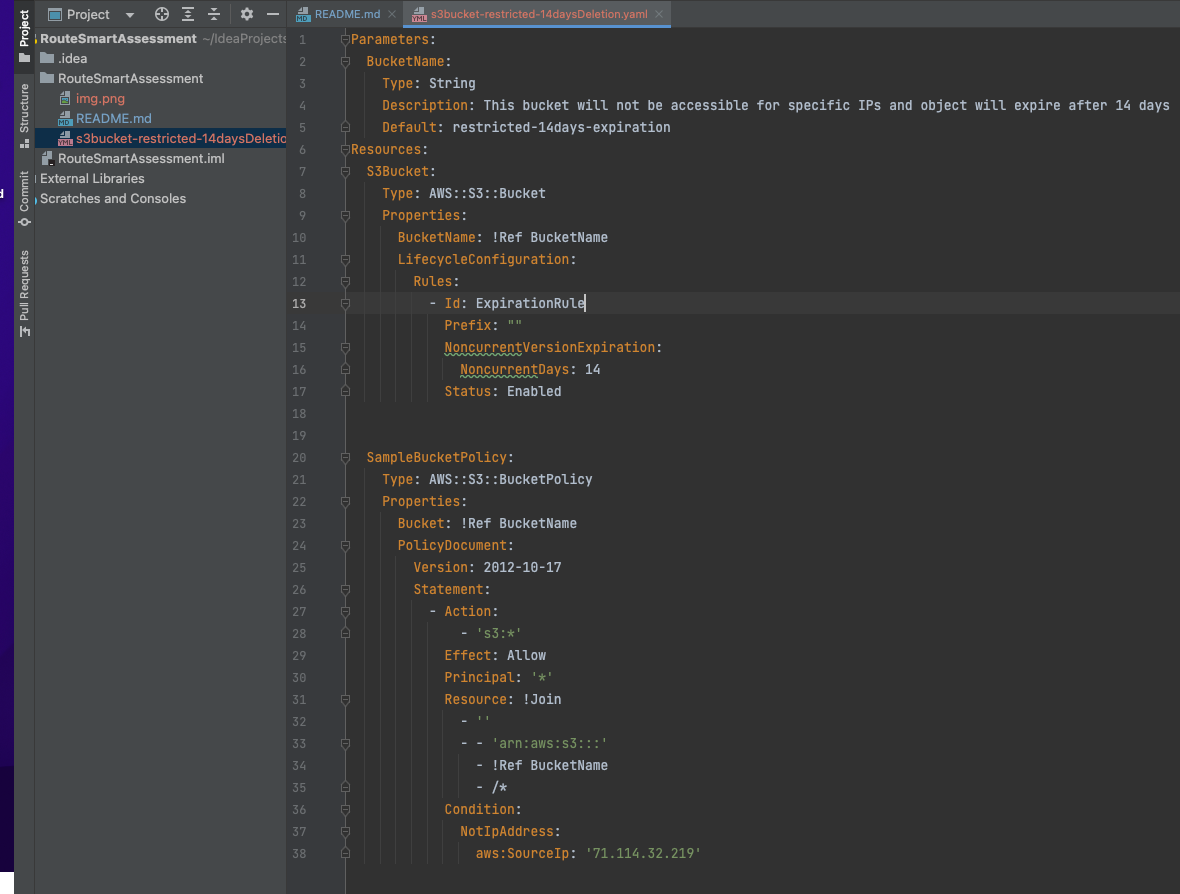 Project
README.md
s3bucket-restricted-14daysDeletion.yaml
Project
Structure
Commit
Pull Requests
RouteSmartAssessment ~/IdeaProjects
.idea
RouteSmartAssessment
img.png
README.md
s3bucket-restricted-14daysDeletio
RouteSmartAssessment.iml
External Libraries
Scratches and Consoles
1 Parameters:
2 BucketName:
3 Type: String
4 Description: This bucket will not be accessible for specific IPs and object will expire after 14 days
5 Default: restricted-14days-expiration
6 Resources:
7 S3Bucket:
8 Type: AWS::S3::Bucket
9 Properties:
10 BucketName: !Ref BucketName
11 LifecycleConfiguration:
12 Rules:
13 - Id: ExpirationRule
14 Prefix: ""
15 NoncurrentVersionExpiration:
16 NoncurrentDays: 14
17 Status: Enabled
18
19
20 SampleBucketPolicy:
21 Type: AWS::S3::BucketPolicy
22 Properties:
23 Bucket: !Ref BucketName
24 PolicyDocument:
25 Version: 2012-10-17
26 Statement:
27 - Action:
28 - 's3:*'
29 Effect: Allow
30 Principal: '*'
31 Resource: !Join
32 - ''
33 - - 'arn:aws:s3:::'
34 - !Ref BucketName
35 - /*
36 Condition:
37 NotIpAddress:
38 aws:SourceIp: '71.114.32.219'